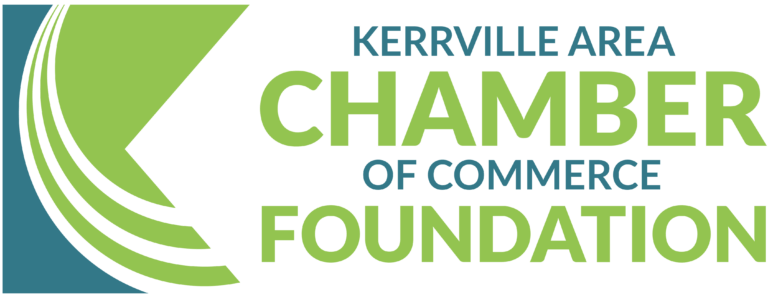 KERRVILLE AREA
CHAMBER
OF COMMERCE
FOUNDATION